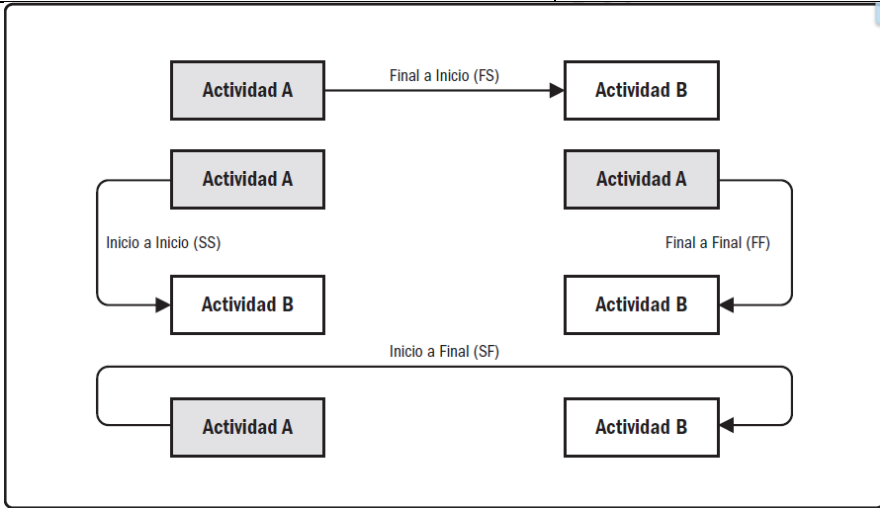 Actividad A
Final a Inicio (FS)
Actividad B
Actividad A
Actividad A
Inicio a Inicio (SS)
Final a Final (FF)
Actividad B
Actividad B
Inicio a Final (SF)
Actividad A
Actividad B